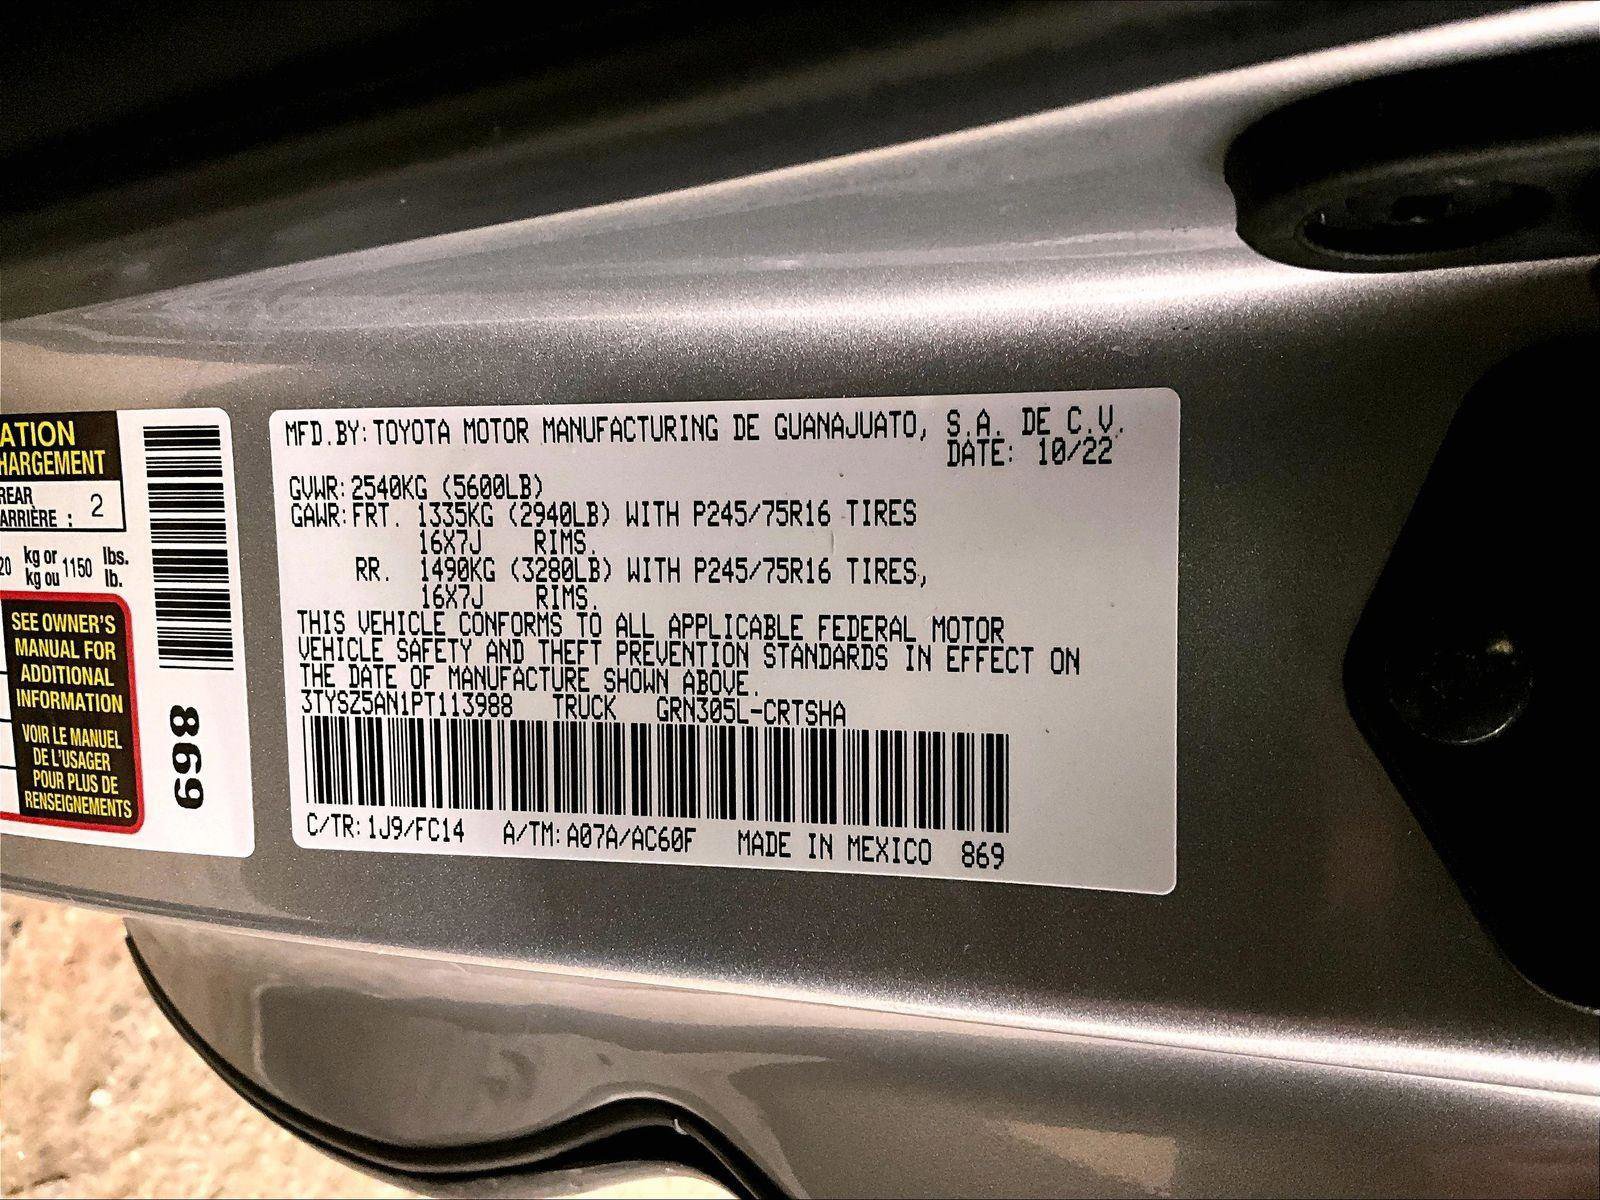 ATION
HARGEMENT
REAR
ARRIÈRE : 2
20 kg or 1150 lbs.
kg ou lb.
SEE OWNER'S
MANUAL FOR
ADDITIONAL
INFORMATION
VOIR LE MANUEL
DE L'USAGER
POUR PLUS DE
RENSEIGNEMENTS
869
MFD.BY:TOYOTA MOTOR MANUFACTURING DE GUANAJUATO, S.A. DE C.V.
DATE: 10/22
GVWR:2540KG (5600LB)
GAWR:FRT. 1335KG (2940LB) WITH P245/75R16 TIRES
16X7J RIMS.
RR. 1490KG (3280LB) WITH P245/75R16 TIRES,
16X7J RIMS.
THIS VEHICLE CONFORMS TO ALL APPLICABLE FEDERAL MOTOR
VEHICLE SAFETY AND THEFT PREVENTION STANDARDS IN EFFECT ON
THE DATE OF MANUFACTURE SHOWN ABOVE.
3TYSZ5AN1PT113988 TRUCK GRN305L-CRTSHA
C/TR:1J9/FC14 A/TM:A07A/AC60F MADE IN MEXICO 869